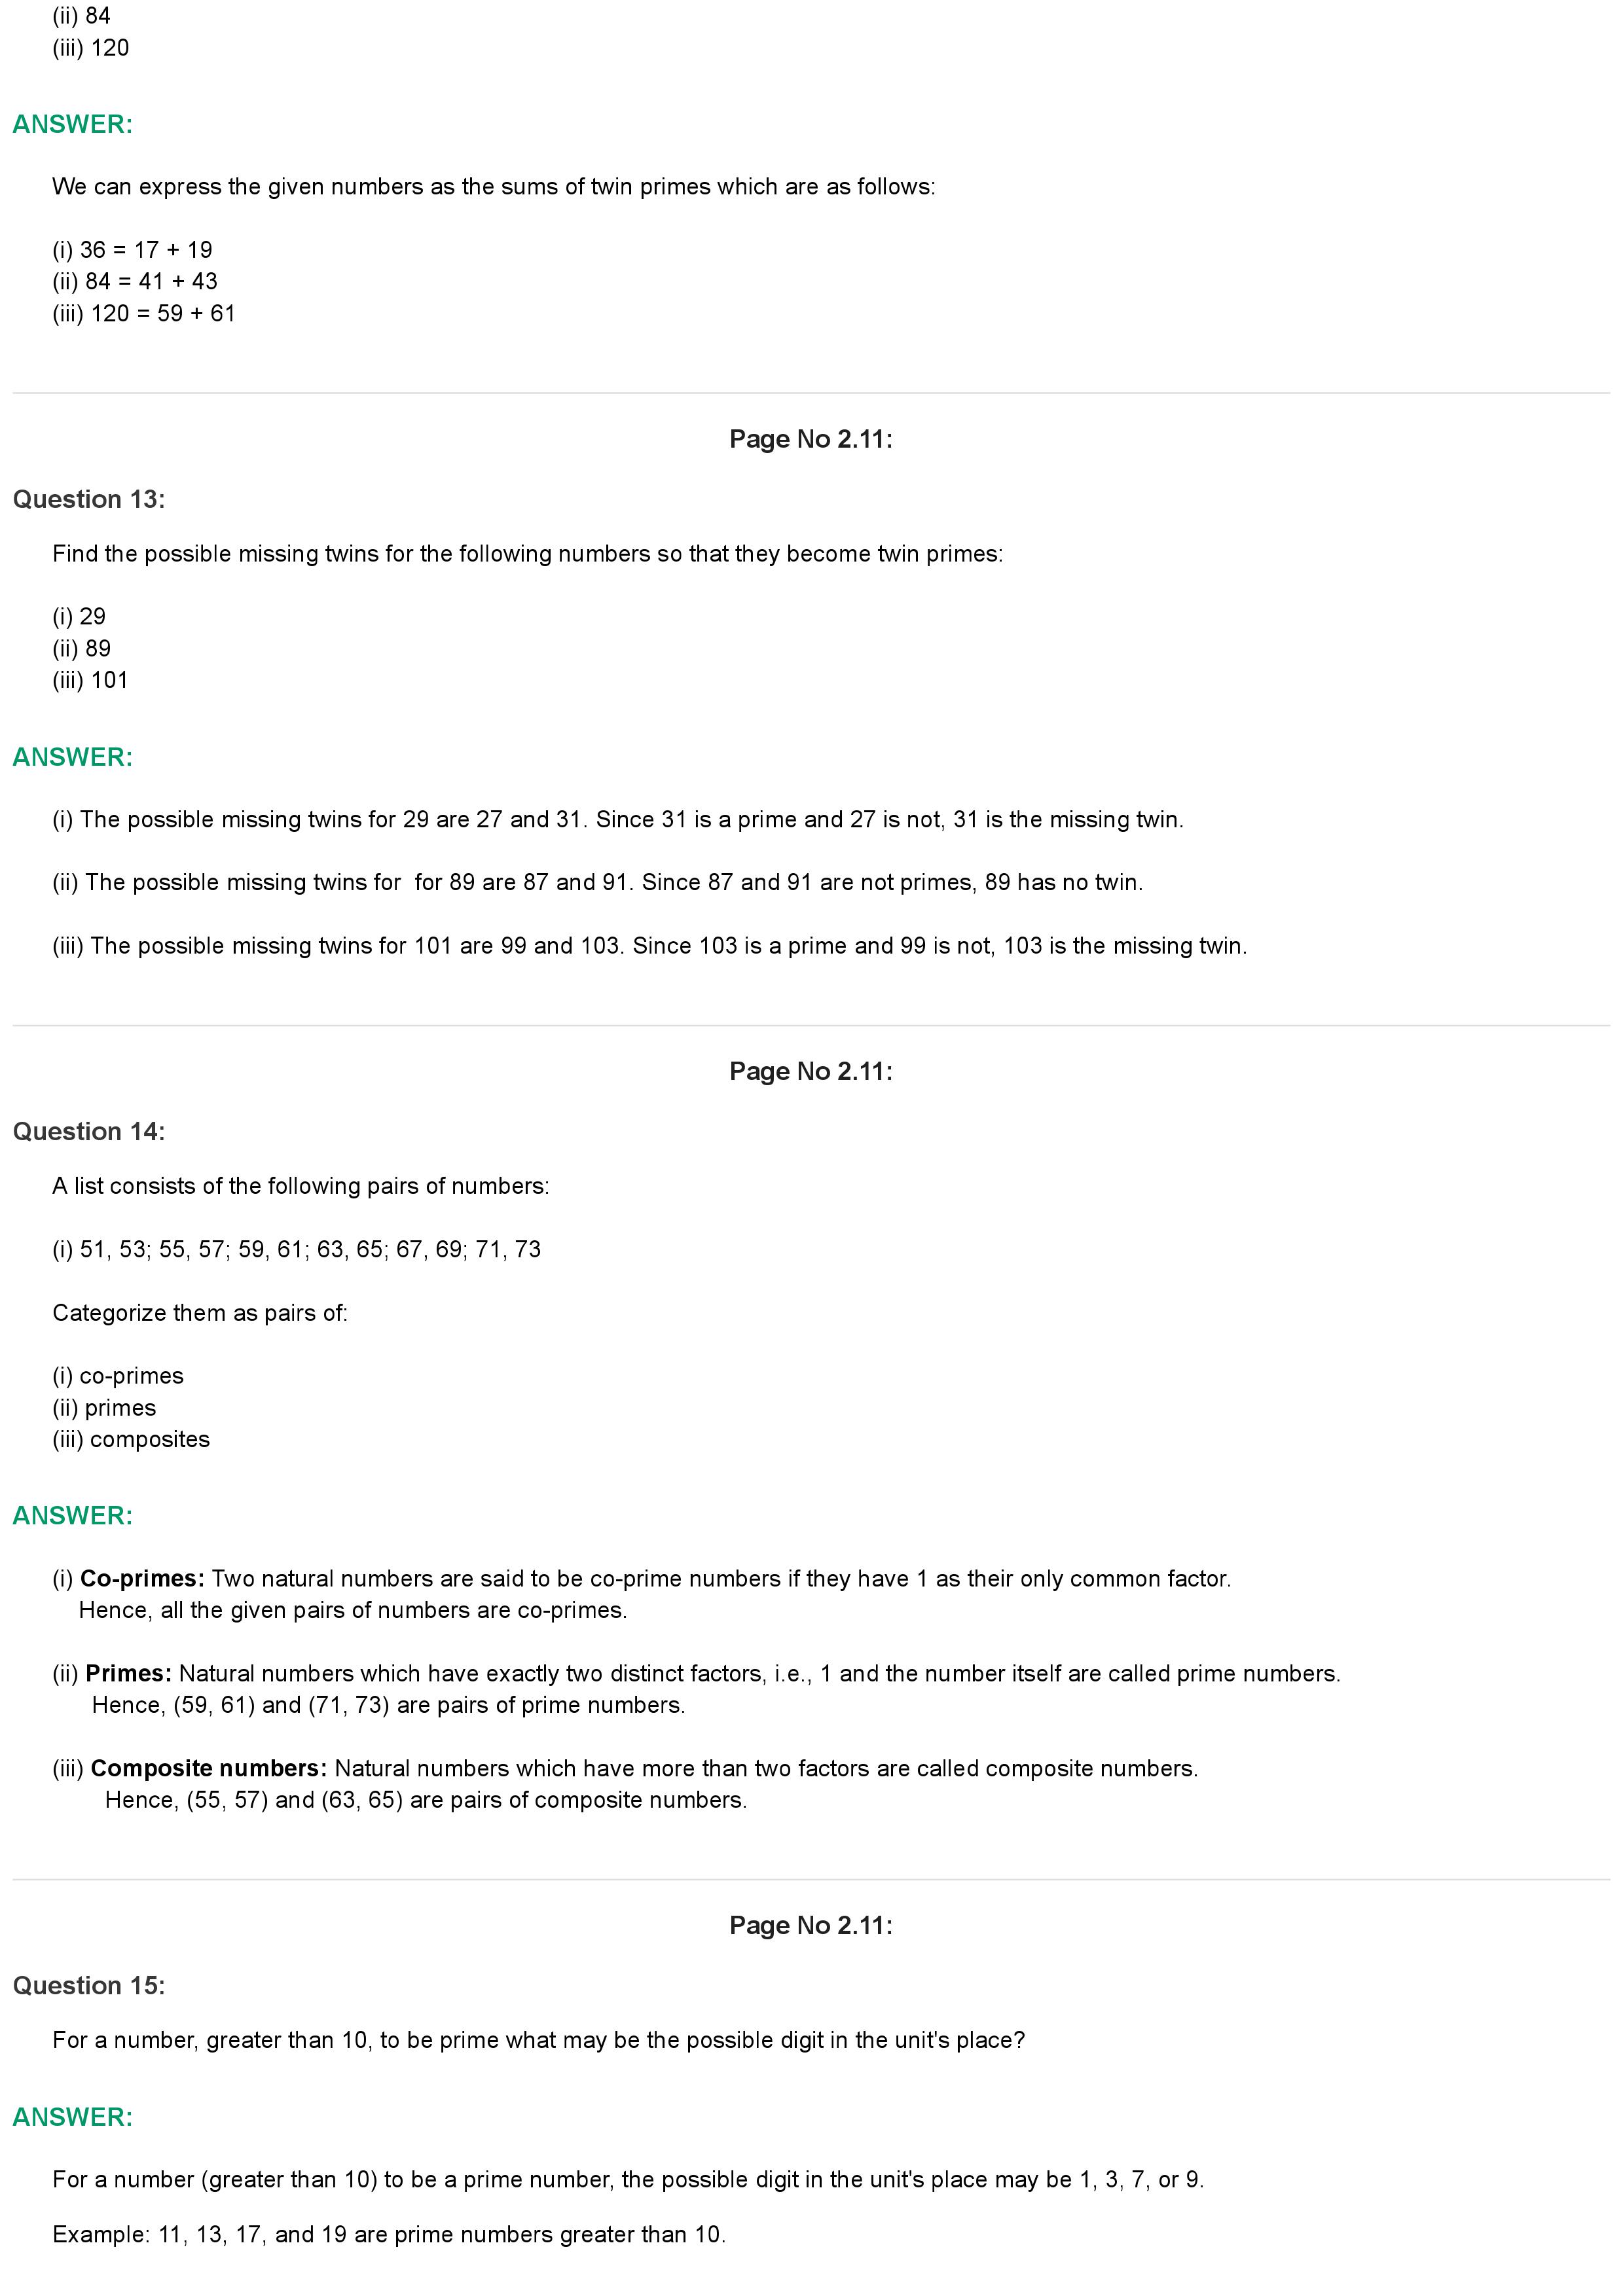 (ii) 84
(iii) 120
ANSWER:
We can express the given numbers as the sums of twin primes which are as follows:
(i) 36 = 17 + 19
(ii) 84 = 41 + 43
(iii) 120 = 59 + 61
Page No 2.11:
Question 13:
Find the possible missing twins for the following numbers so that they become twin primes:
(i) 29
(ii) 89
(iii) 101
ANSWER:
(i) The possible missing twins for 29 are 27 and 31. Since 31 is a prime and 27 is not, 31 is the missing twin.
(ii) The possible missing twins for  for 89 are 87 and 91. Since 87 and 91 are not primes, 89 has no twin.
(iii) The possible missing twins for 101 are 99 and 103. Since 103 is a prime and 99 is not, 103 is the missing twin.
Page No 2.11:
Question 14:
A list consists of the following pairs of numbers:
(i) 51, 53; 55, 57; 59, 61; 63, 65; 67, 69; 71, 73
Categorize them as pairs of:
(i) co-primes
(ii) primes
(iii) composites
ANSWER:
(i) Co-primes: Two natural numbers are said to be co-prime numbers if they have 1 as their only common factor.
Hence, all the given pairs of numbers are co-primes.
(ii) Primes: Natural numbers which have exactly two distinct factors, i.e., 1 and the number itself are called prime numbers.
Hence, (59, 61) and (71, 73) are pairs of prime numbers.
(iii) Composite numbers: Natural numbers which have more than two factors are called composite numbers.
Hence, (55, 57) and (63, 65) are pairs of composite numbers.
Page No 2.11:
Question 15:
For a number, greater than 10, to be prime what may be the possible digit in the unit's place?
ANSWER:
For a number (greater than 10) to be a prime number, the possible digit in the unit's place may be 1, 3, 7, or 9.
Example: 11, 13, 17, and 19 are prime numbers greater than 10.